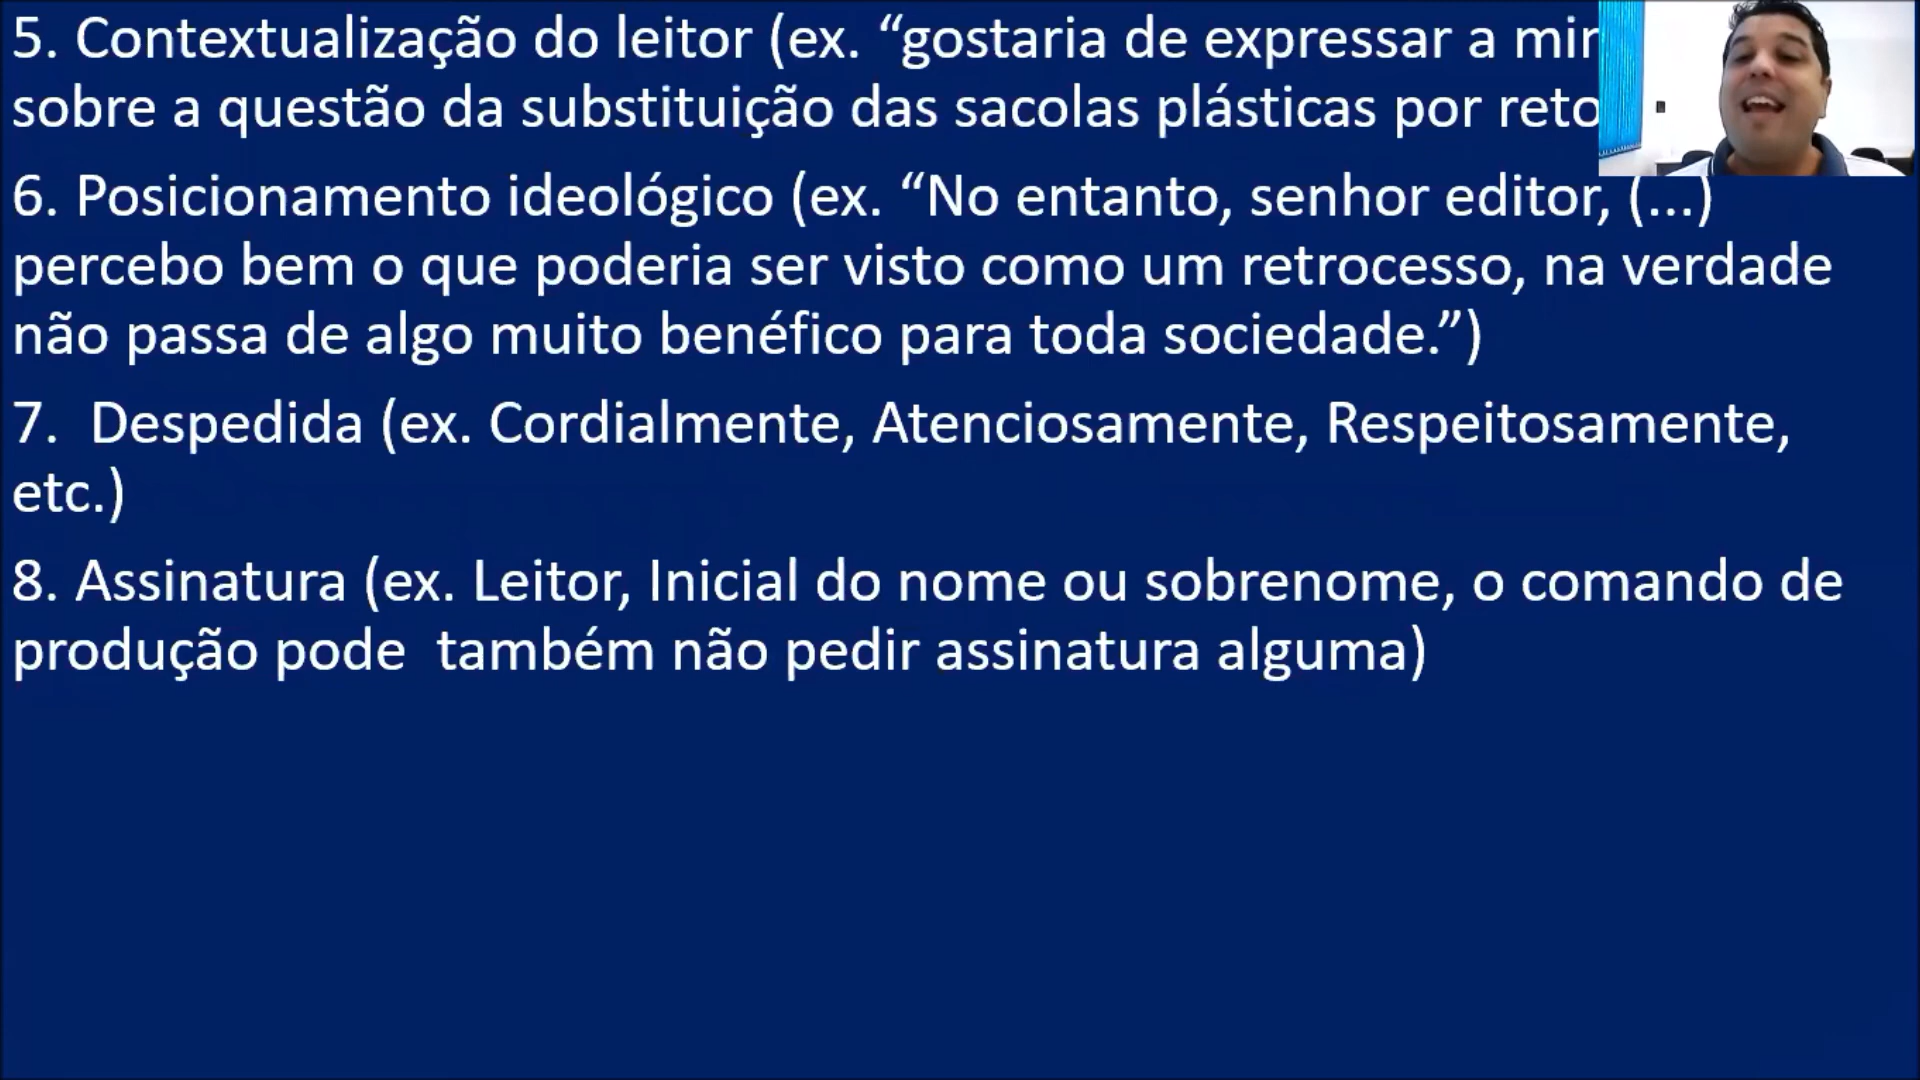 5. Contextualização do leitor (ex. “gostaria de expressar a
sobre a questão da substituição das sacolas plásticas por
6. Posicionamento ideológico (ex. “No entanto, senhor editor, (...)
percebo bem o que poderia ser visto como um retrocesso, na verdade
não passa de algo muito benéfico para toda sociedade.”)
7.  Despedida (ex. Cordialmente, Atenciosamente, Respeitosamente,
etc.)
8. Assinatura (ex. Leitor, Inicial do nome ou sobrenome, o comando de
produção pode  também não pedir assinatura alguma)